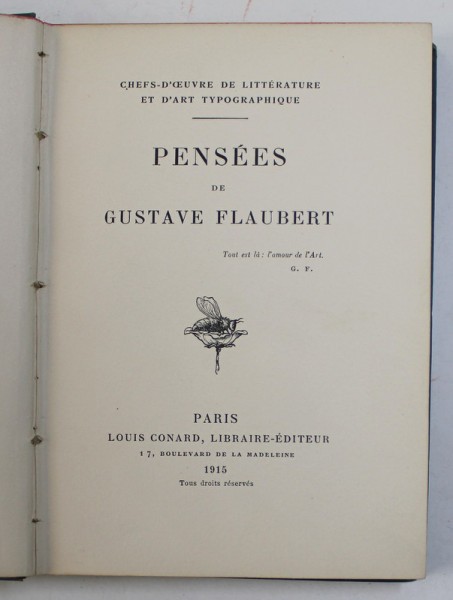 CHEFS-D'ŒUVRE DE LITTÉRATURE
ET D'ART TYPOGRAPHIQUE
PENSÉES
DE
GUSTAVE FLAUBERT
Tout est là : l'amour de l'Art.
G. F.
PARIS
LOUIS CONARD, LIBRAIRE-ÉDITEUR
17, BOULEVARD DE LA MADELEINE
1915
Tous droits réservés